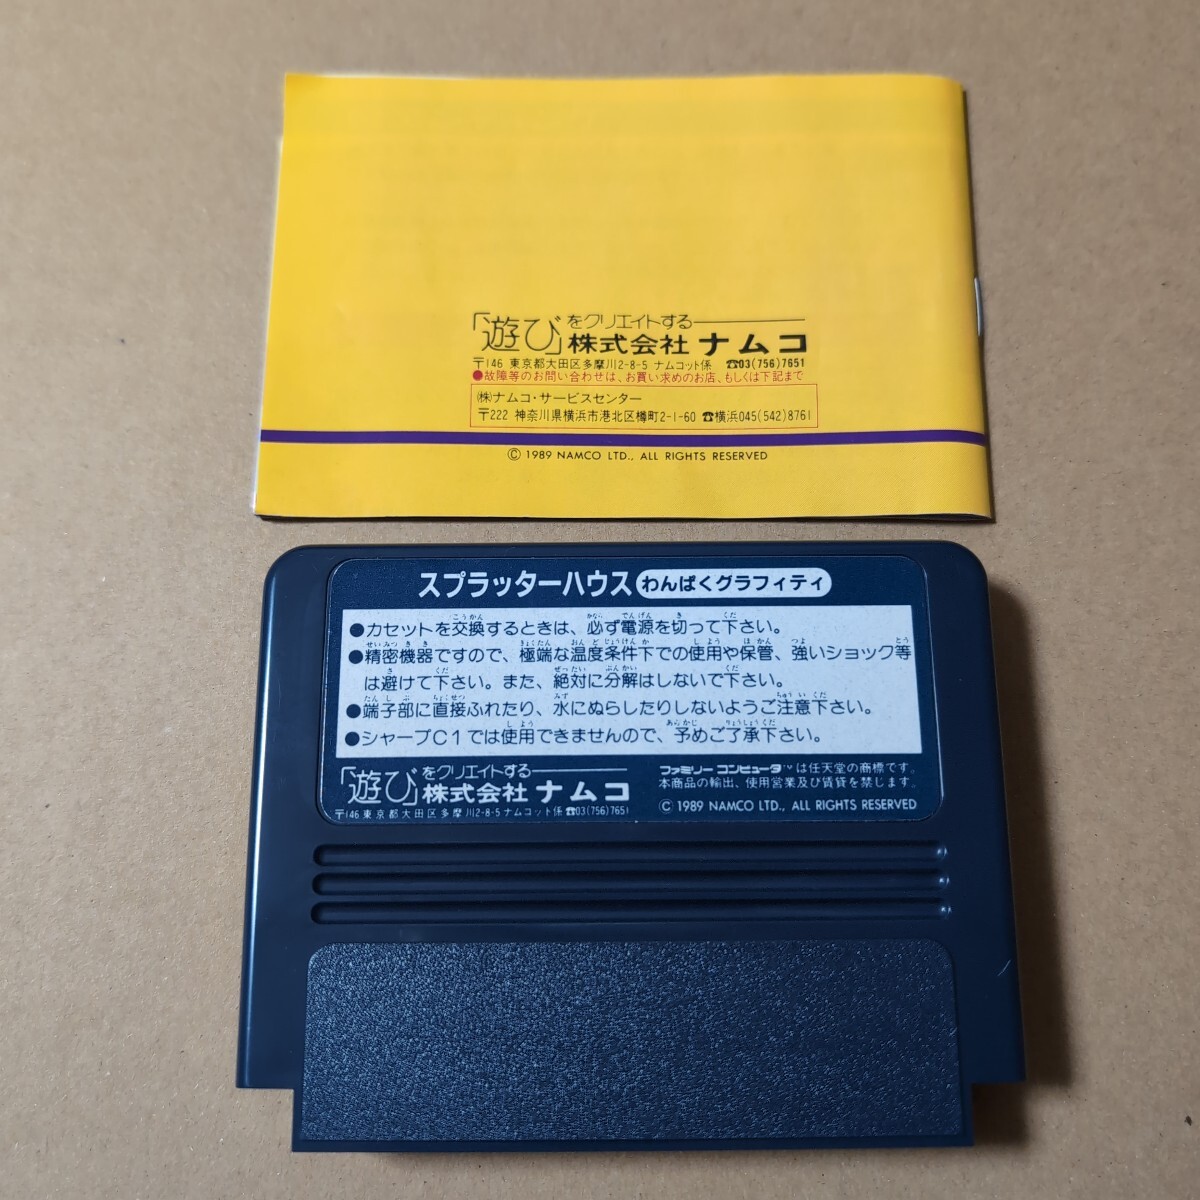 「遊び」をクリエイトする
株式会社ナムコ
〒146 東京都大田区多摩川2-8-5 ナムコット係 ☎03(756)7651
●故障等のお問い合わせは、お買い求めのお店、もしくは下記まで
㈱ナムコ・サービスセンター
〒222 神奈川県横浜市港北区樽町2-1-60 ☎横浜045(542)8761
© 1989 NAMCO LTD., ALL RIGHTS RESERVED
スプラッターハウス わんぱくグラフィティ
●カセットを交換するときは、必ず電源を切って下さい。
●精密機器ですので、極端な温度条件下での使用や保管、強いショック等
は避けて下さい。また、絶対に分解はしないで下さい。
●端子部に直接ふれたり、水にぬらしたりしないようご注意下さい。
●シャープC1では使用できませんので、予めご了承下さい。
「遊び」をクリエイトする
株式会社ナムコ
〒146 東京都大田区多摩川2-8-5 ナムコット係 ☎03(756)7651
ファミリーコンピュータ™は任天堂の商標です。
本商品の輸出、使用営業及び賃貸を禁じます。
© 1989 NAMCO LTD., ALL RIGHTS RESERVED